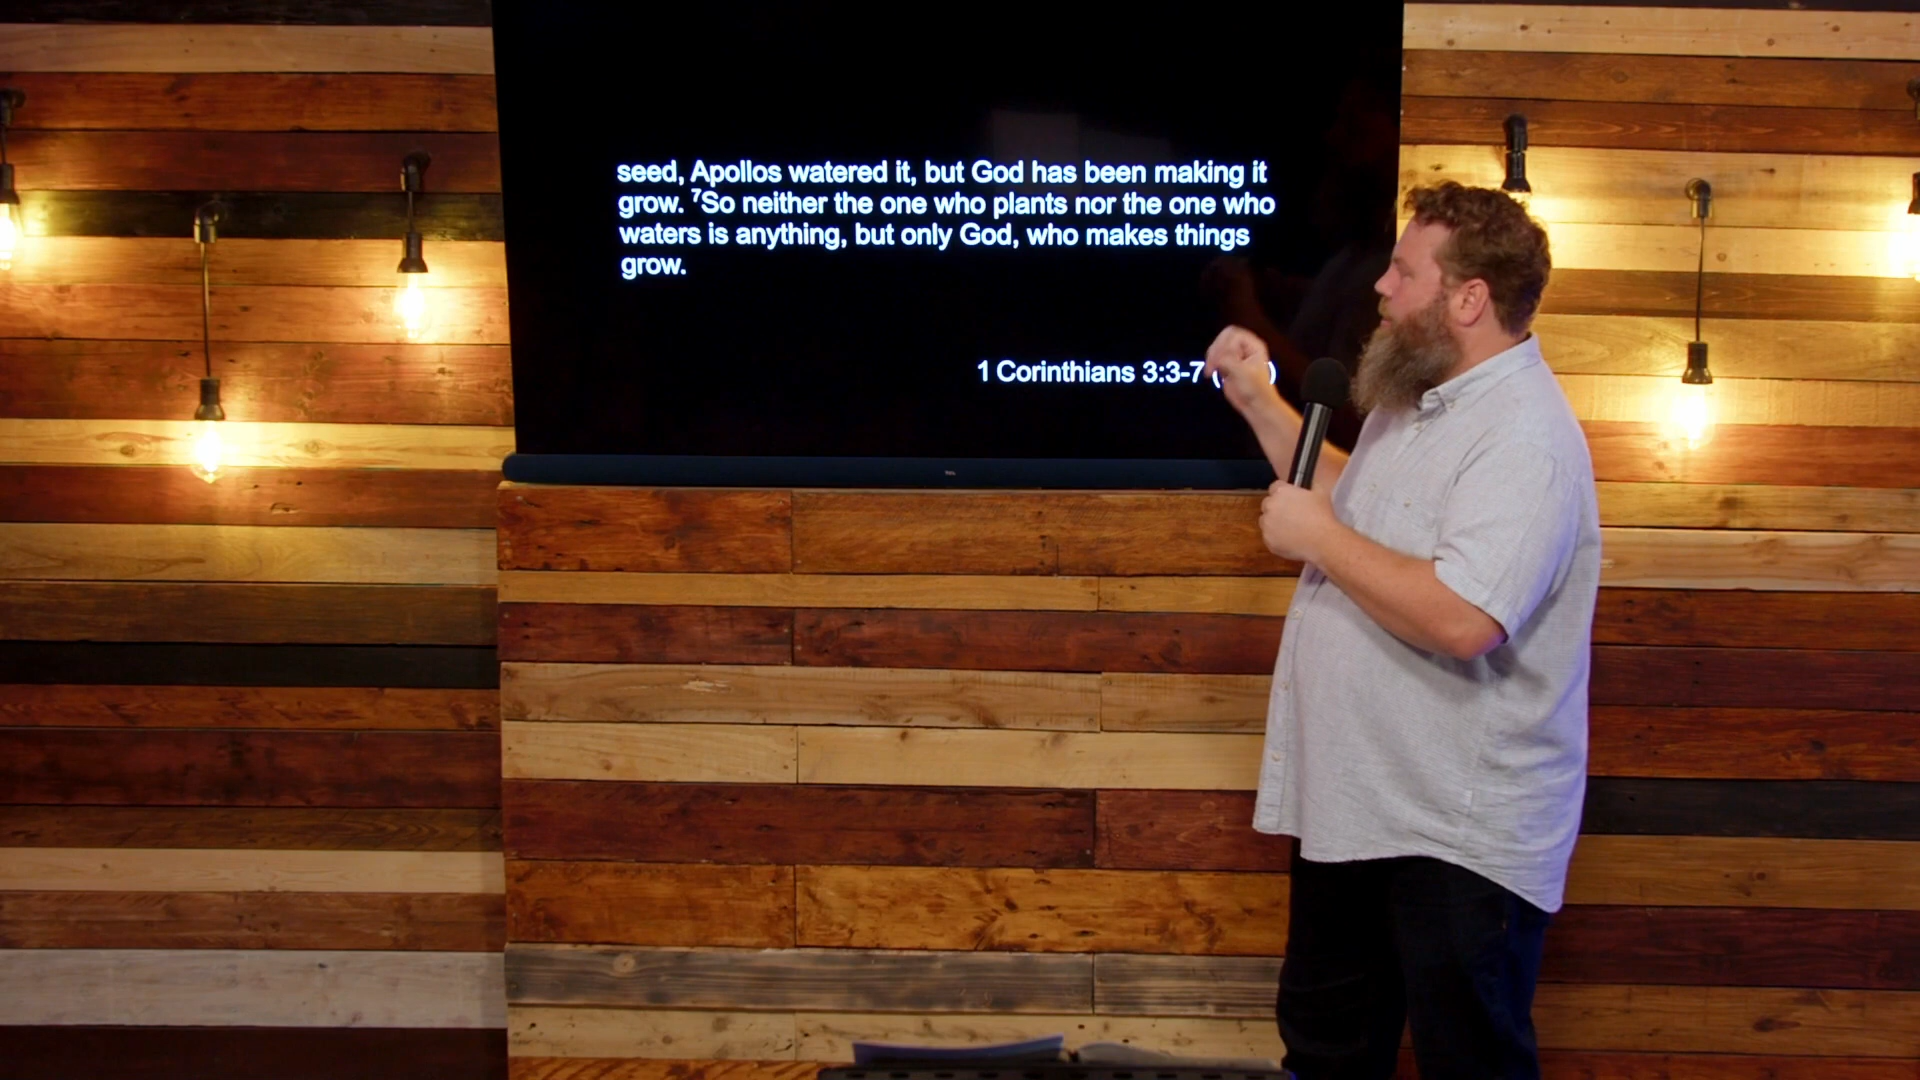 seed, Apollos watered it, but God has been making it
grow. ⁷So neither the one who plants nor the one who
waters is anything, but only God, who makes things
grow.
1 Corinthians 3:3-7